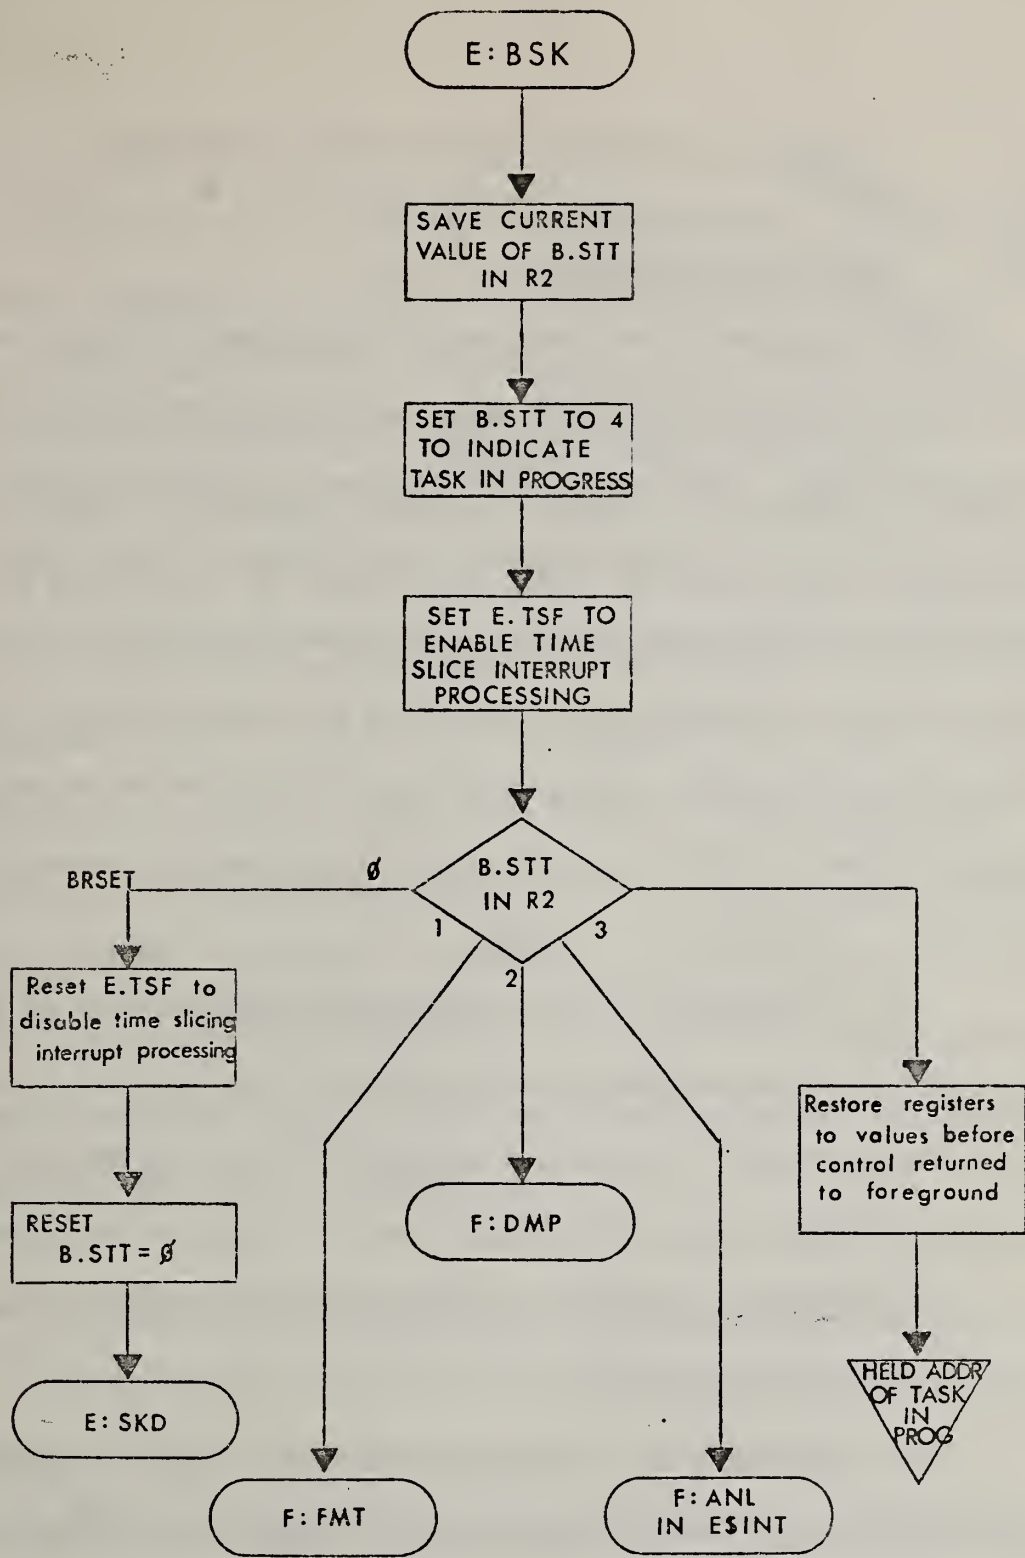 E:BSK
SAVE CURRENT
VALUE OF B.STT
IN R2
SET B.STT TO 4
TO INDICATE
TASK IN PROGRESS
SET E.TSF TO
ENABLE TIME
SLICE INTERRUPT
PROCESSING
B.STT
IN R2
Ø
1
2
3
BRSET
Reset E.TSF to
disable time slicing
interrupt processing
RESET
B.STT = Ø
E:SKD
F:FMT
F:DMP
F:ANL
IN E$INT
Restore registers
to values before
control returned
to foreground
HELD ADDR
OF TASK
IN
PROG